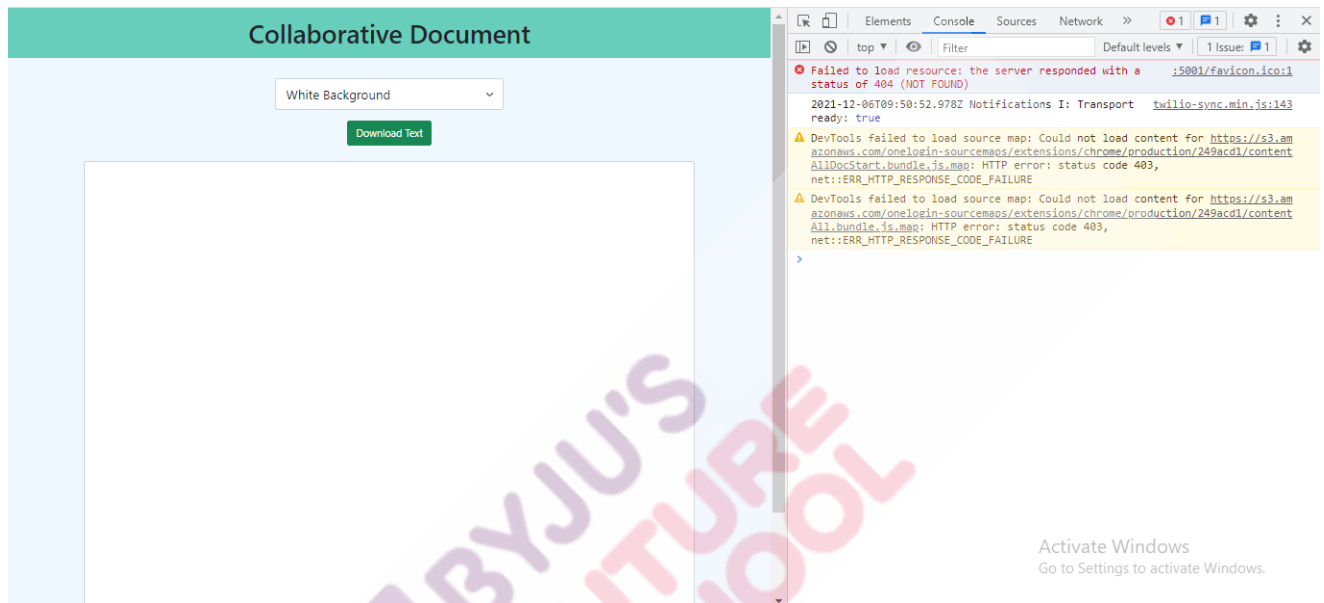 Collaborative Document
White Background
Download Text
Elements Console Sources Network » 1 1
top Filter Default levels 1 Issue: 1
Failed to load resource: the server responded with a :5001/favicon.ico:1
status of 404 (NOT FOUND)
2021-12-06T09:50:52.978Z Notifications I: Transport twilio-sync.min.js:143
ready: true
DevTools failed to load source map: Could not load content for https://s3.am
azonaws.com/onelogin-sourcemaps/extensions/chrome/production/249acd1/content
AllDocStart.bundle.js.map: HTTP error: status code 403,
net::ERR_HTTP_RESPONSE_CODE_FAILURE
DevTools failed to load source map: Could not load content for https://s3.am
azonaws.com/onelogin-sourcemaps/extensions/chrome/production/249acd1/content
All.bundle.js.map: HTTP error: status code 403,
net::ERR_HTTP_RESPONSE_CODE_FAILURE
>
BYJU'S
Activate Windows
Go to Settings to activate Windows.